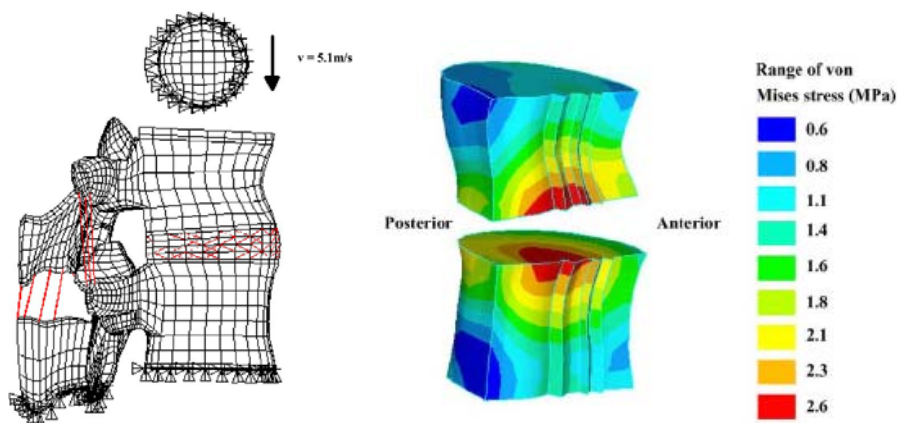 v = 5.1m/s
Posterior
Anterior
Range of von
Mises stress (MPa)
0.6
0.8
1.1
1.4
1.6
1.8
2.1
2.3
2.6